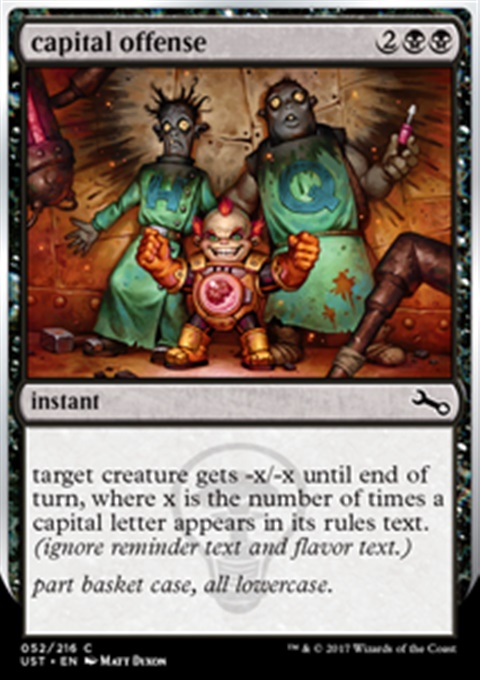 capital offense 2
H Q
instant
target creature gets -x/-x until end of
turn, where x is the number of times a
capital letter appears in its rules text.
(ignore reminder text and flavor text.)
part basket case, all lowercase.
052/216 C
UST • EN Matt Dixon
™ & © 2017 Wizards of the Coast